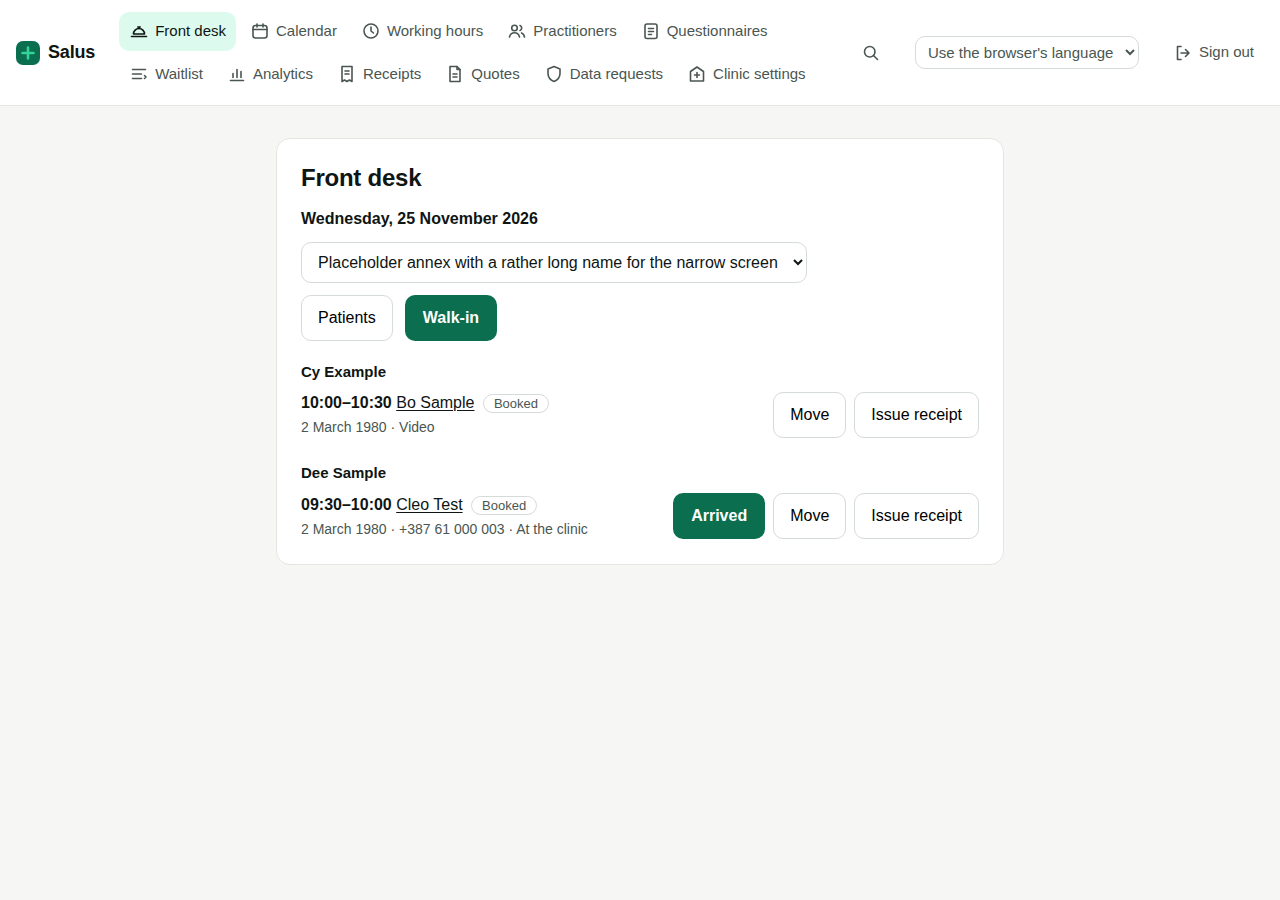 Salus
Front desk
Calendar
Working hours
Practitioners
Questionnaires
Waitlist
Analytics
Receipts
Quotes
Data requests
Clinic settings
Use the browser's language
Sign out
Front desk
Wednesday, 25 November 2026
Placeholder annex with a rather long name for the narrow screen
Patients
Walk-in
Cy Example
10:00–10:30 Bo Sample Booked
2 March 1980 · Video
Move
Issue receipt
Dee Sample
09:30–10:00 Cleo Test Booked
2 March 1980 · +387 61 000 003 · At the clinic
Arrived
Move
Issue receipt